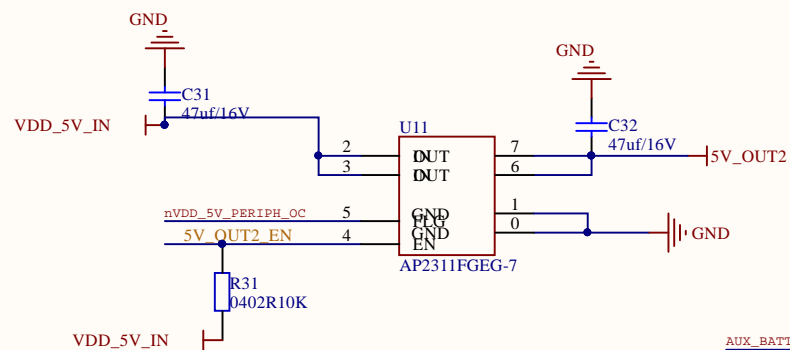 GND
GND
C31
47uf/16V
VDD_5V_IN
U11
C32
47uf/16V
2
IN
OUT
7
5V_OUT2
3
IN
OUT
6
nVDD_5V_PERIPH_OC
5
FLG
GND
1
5V_OUT2_EN
4
EN
GND
0
GND
AP2311FGEG-7
R31
0402R10K
VDD_5V_IN
AUX_BATT